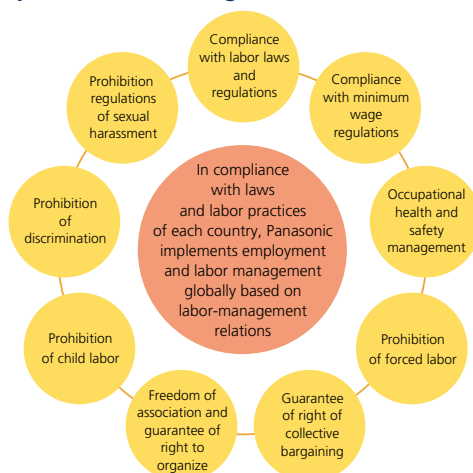 Compliance
with labor laws
and
regulations
Compliance
with minimum
wage
regulations
Occupational
health and
safety
management
Prohibition
of forced labor
Guarantee
of right of
collective
bargaining
Freedom of
association and
guarantee of
right to
organize
Prohibition
of child labor
Prohibition
of
discrimination
Prohibition
regulations
of sexual
harassment
In compliance
with laws
and labor practices
of each country, Panasonic
implements employment
and labor management
globally based on
labor-management
relations